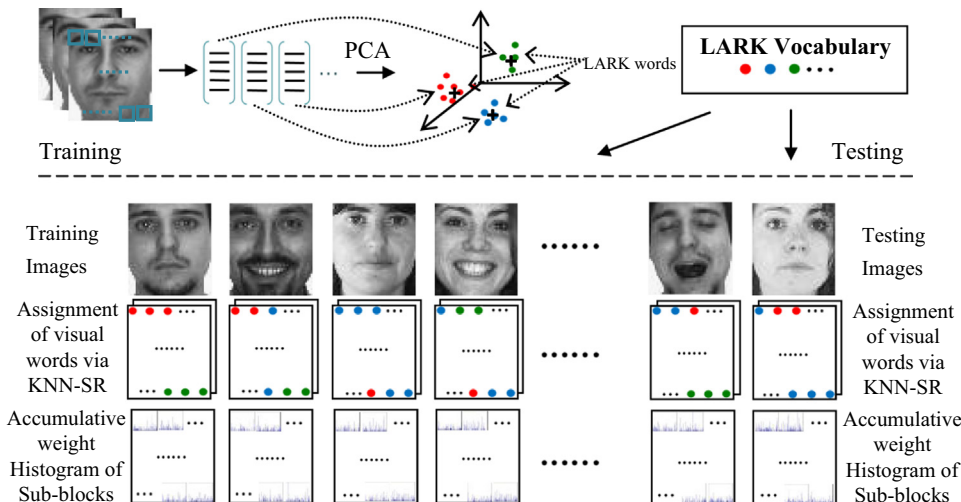 PCA
LARK words
LARK Vocabulary
Training
Testing
Training
Images
Testing
Images
Assignment
of visual
words via
KNN-SR
Assignment
of visual
words via
KNN-SR
Accumulative
weight
Histogram of
Sub-blocks
Accumulative
weight
Histogram of
Sub-blocks